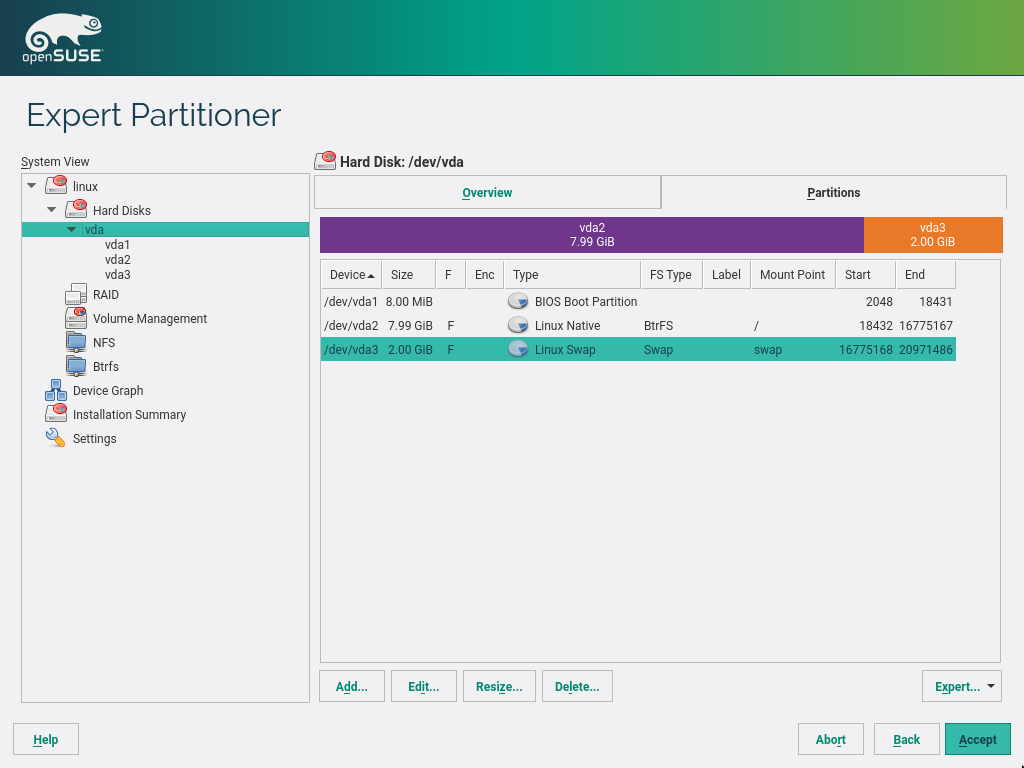 openSUSE
Expert Partitioner
System View
linux
Hard Disks
vda
vda1
vda2
vda3
RAID
Volume Management
NFS
Btrfs
Device Graph
Installation Summary
Settings
Hard Disk: /dev/vda
Overview Partitions
vda2 vda3
7.99 GiB 2.00 GiB
Device Size F Enc Type FS Type Label Mount Point Start End
/dev/vda1 8.00 MiB BIOS Boot Partition 2048 18431
/dev/vda2 7.99 GiB F Linux Native BtrFS / 18432 16775167
/dev/vda3 2.00 GiB F Linux Swap Swap swap 16775168 20971486
Add... Edit... Resize... Delete... Expert...
Help Abort Back Accept